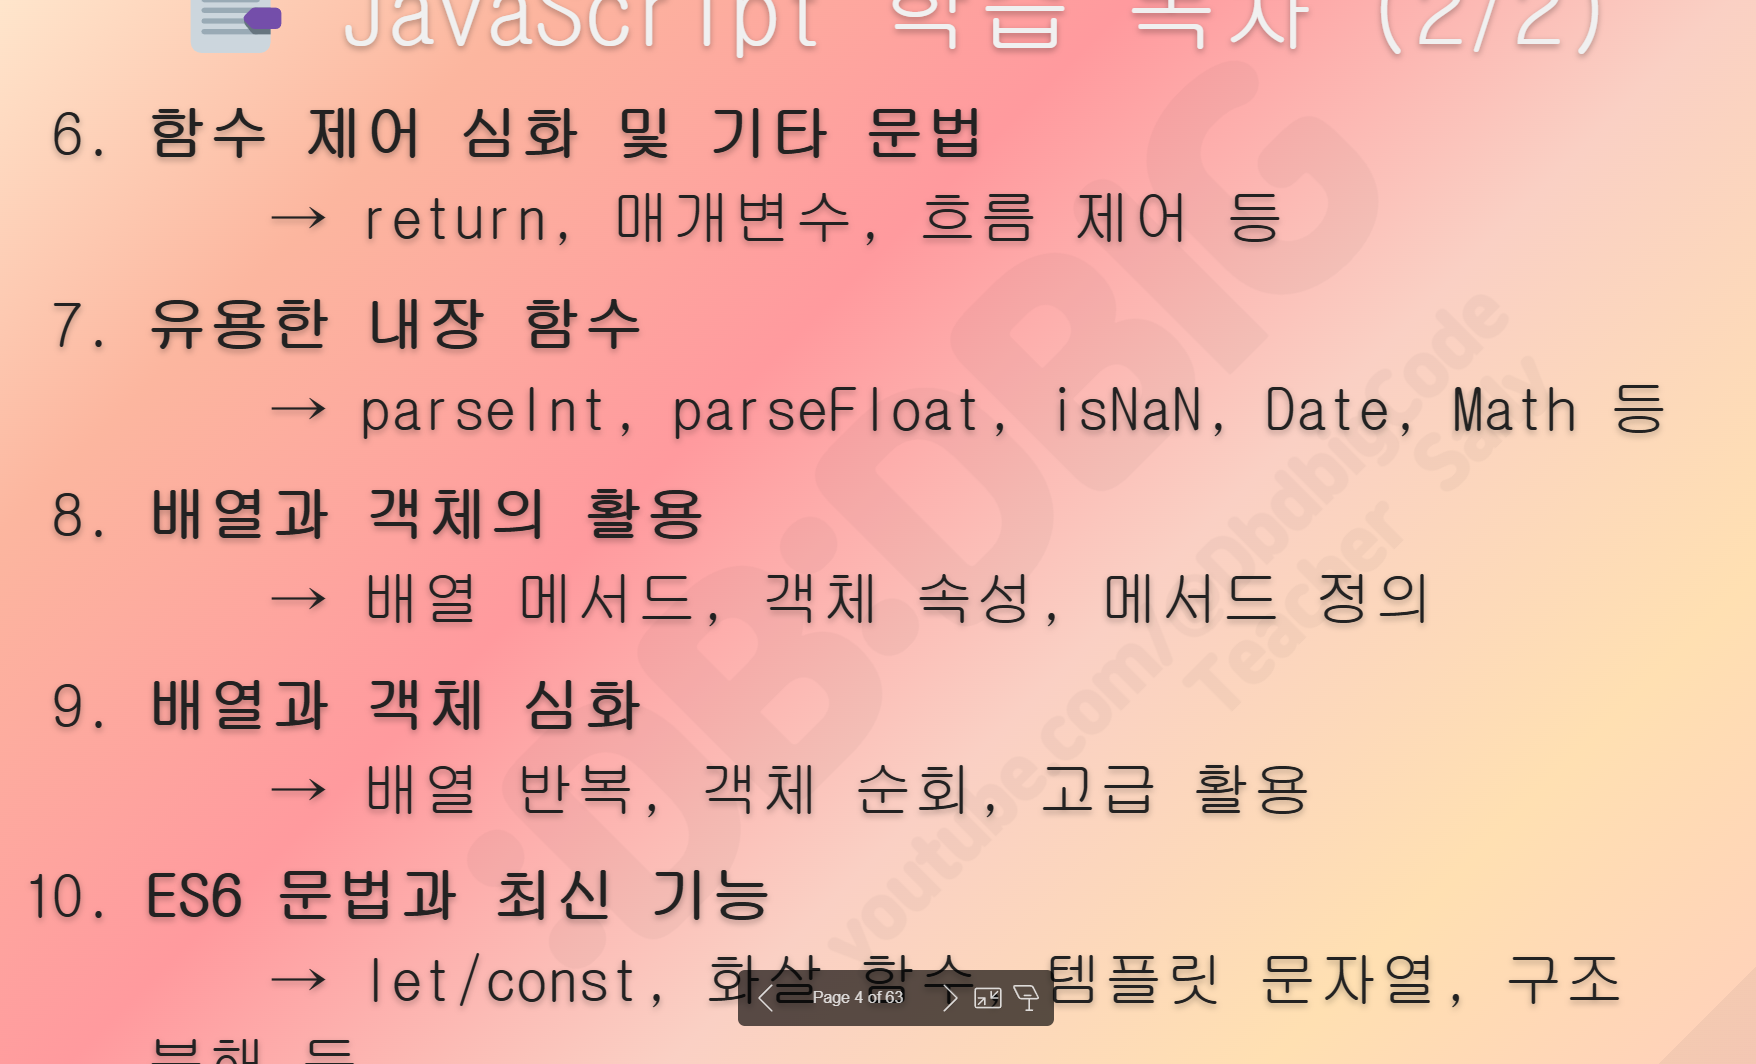 JavaScript 학습 목차 (2/2)
6. 함수 제어 심화 및 기타 문법
→ return, 매개변수, 흐름 제어 등
7. 유용한 내장 함수
→ parseInt, parseFloat, isNaN, Date, Math 등
8. 배열과 객체의 활용
→ 배열 메서드, 객체 속성, 메서드 정의
9. 배열과 객체 심화
→ 배열 반복, 객체 순회, 고급 활용
10. ES6 문법과 최신 기능
→ let/const, 화살 함수, 템플릿 문자열, 구조
분해 등
Page 4 of 63
iDBiDBIG
youtube.com/@DbdbigCode
Teacher Sally